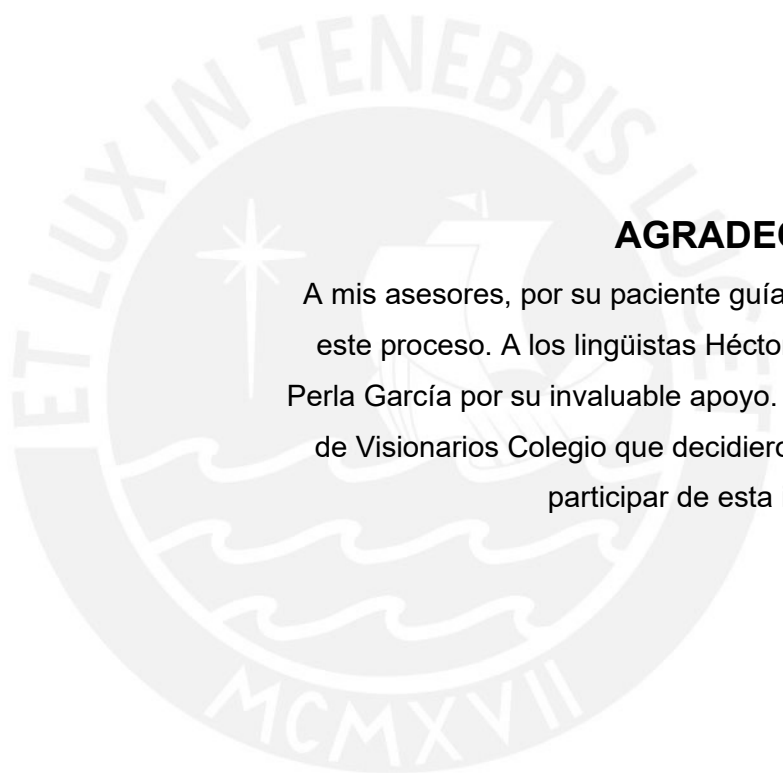 ET LUX IN TENEBRIS LUCET
AGRADEC
A mis asesores, por su paciente guía
este proceso. A los lingüistas Hécto
Perla García por su invaluable apoyo.
de Visionarios Colegio que decidiero
participar de esta
MCMXVII